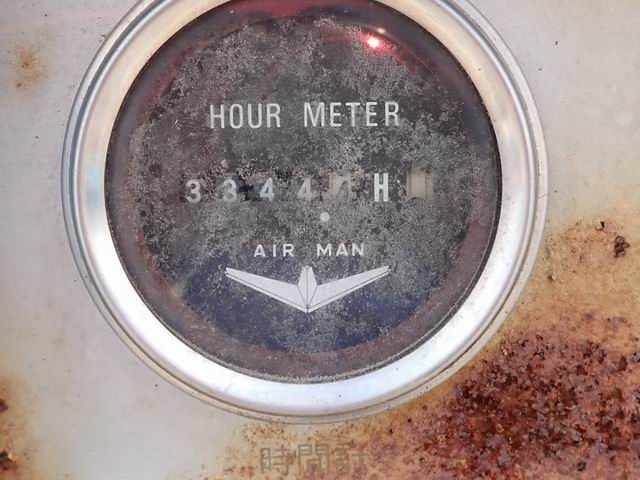 HOUR METER
3344 H
AIR MAN
時間計